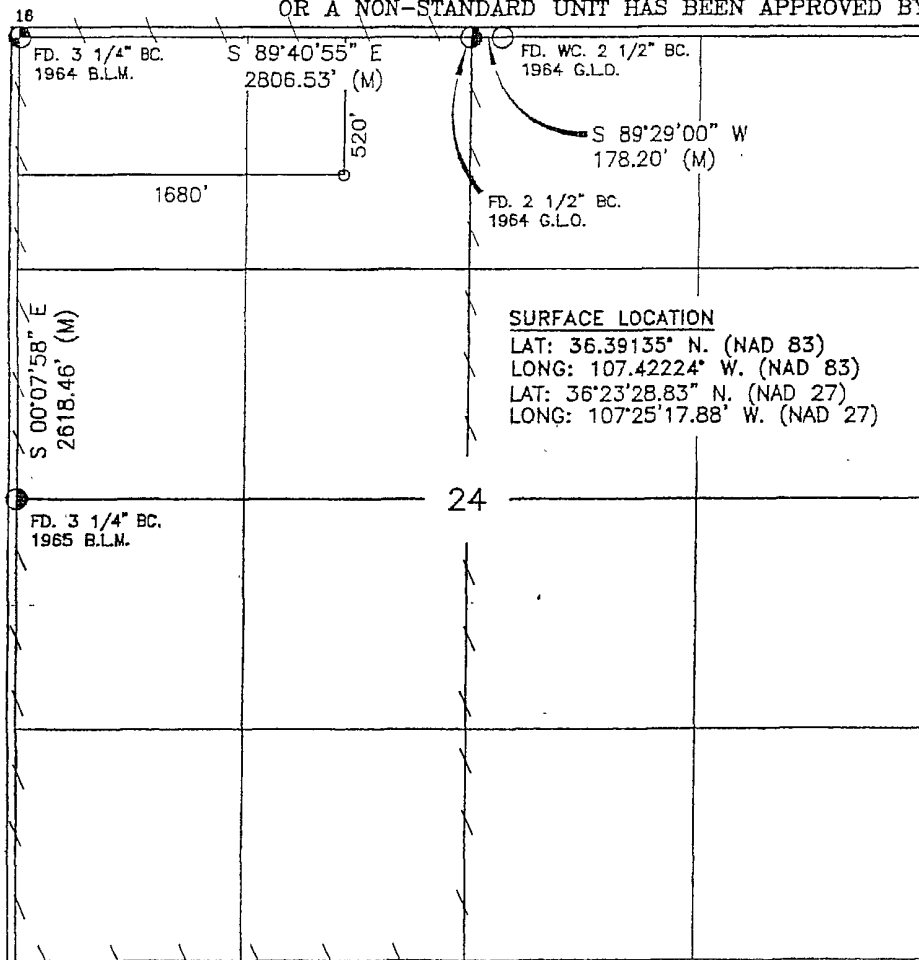 OR A NON-STANDARD UNIT HAS BEEN APPROVED BY
18
FD. 3 1/4" BC.
1964 B.L.M.
S 89°40'55" E
2806.53' (M)
FD. WC. 2 1/2" BC.
1964 G.L.O.
520'
S 89°29'00" W
178.20' (M)
1680'
FD. 2 1/2" BC.
1964 G.L.O.
S 00°07'58" E
2618.46' (M)
SURFACE LOCATION
LAT: 36.39135° N. (NAD 83)
LONG: 107.42224° W. (NAD 83)
LAT: 36°23'28.83" N. (NAD 27)
LONG: 107°25'17.88' W. (NAD 27)
24
FD. 3 1/4" BC.
1965 B.L.M.